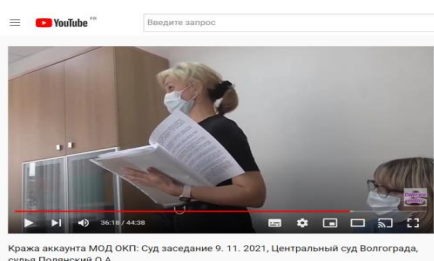 YouTube FR
Введите запрос
36:18 / 44:38
Кража аккаунта МОД ОКП: Суд заседание 9. 11. 2021, Центральный суд Волгограда,
судья Полянский О.А